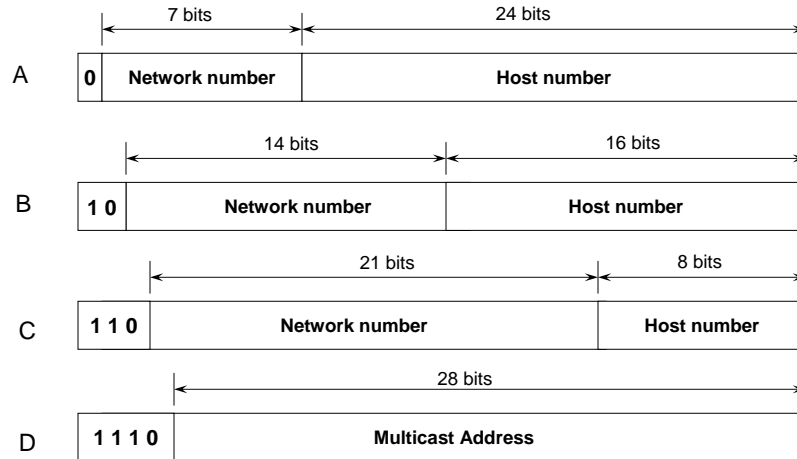 7 bits 24 bits
A 0 Network number Host number
14 bits 16 bits
B 1 0 Network number Host number
21 bits 8 bits
C 1 1 0 Network number Host number
28 bits
D 1 1 1 0 Multicast Address